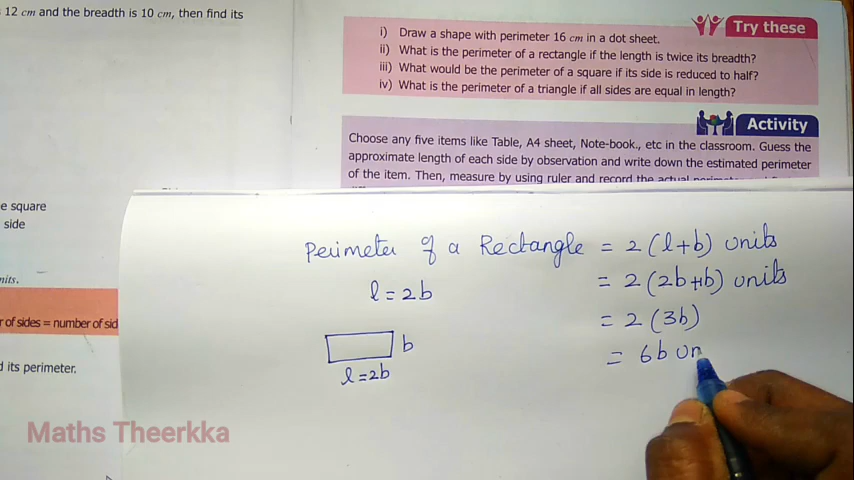 12 cm and the breadth is 10 cm, then find its
Try these
i) Draw a shape with perimeter 16 cm in a dot sheet.
ii) What is the perimeter of a rectangle if the length is twice its breadth?
iii) What would be the perimeter of a square if its side is reduced to half?
iv) What is the perimeter of a triangle if all sides are equal in length?
Activity
Choose any five items like Table, A4 sheet, Note-book., etc in the classroom. Guess the
approximate length of each side by observation and write down the estimated perimeter
of the item. Then, measure by using ruler and record the actual
e square
side
nits.
r of sides = number of sid
d its perimeter.
Perimeter of a Rectangle = 2 (l+b) units
l = 2b
= 2 (2b+b) units
= 2 (3b)
= 6b un
b
l = 2b
Maths Theerkka